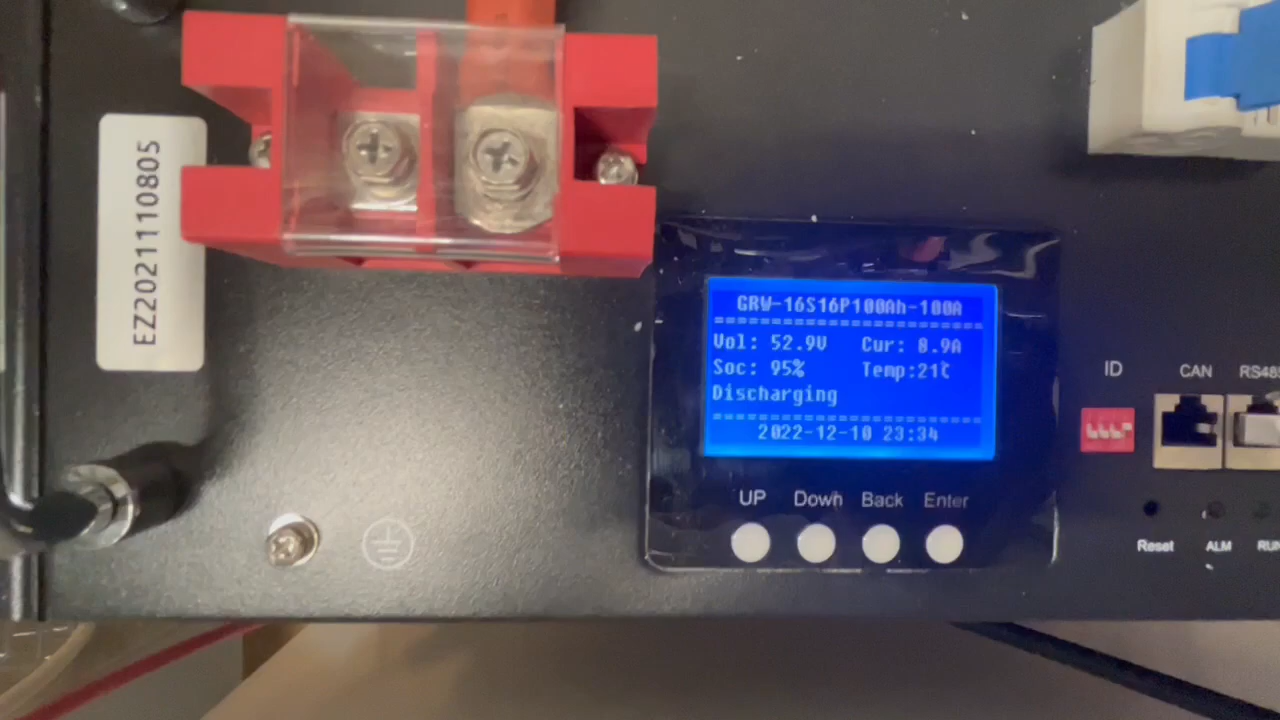 EZ2021110805
GRW-16S16P100Ah-100A
==============================
Vol: 52.9V Cur: 8.9A
Soc: 95% Temp:21℃
Discharging
==============================
2022-12-10 23:34
UP Down Back Enter
ID CAN RS485
Reset ALM RUN